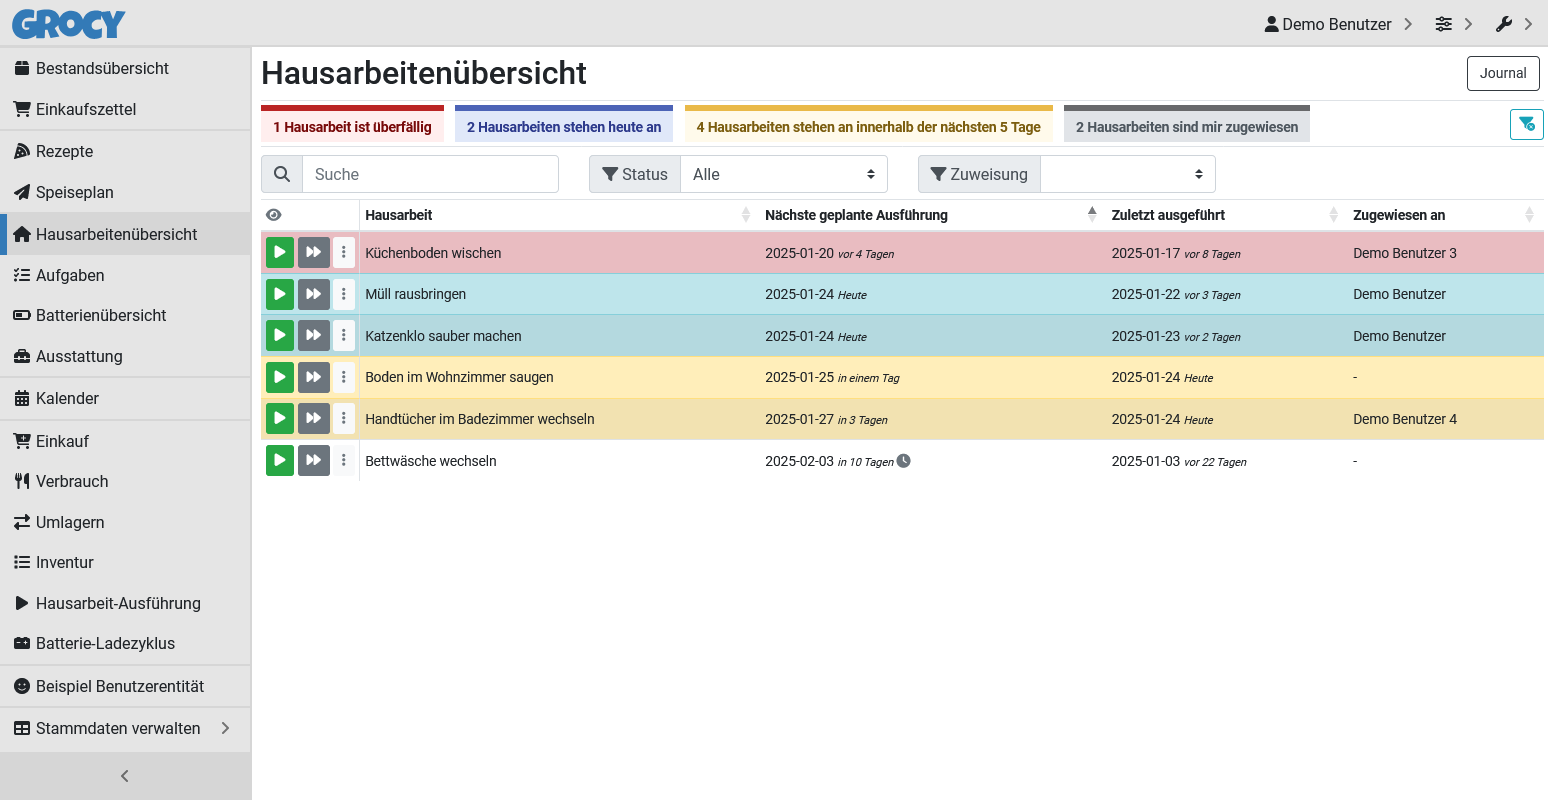 GROCY
Demo Benutzer
Bestandsübersicht
Einkaufszettel
Rezepte
Speiseplan
Hausarbeitenübersicht
Aufgaben
Batterienübersicht
Ausstattung
Kalender
Einkauf
Verbrauch
Umlagern
Inventur
Hausarbeit-Ausführung
Batterie-Ladezyklus
Beispiel Benutzerentität
Stammdaten verwalten
Hausarbeitenübersicht
Journal
1 Hausarbeit ist überfällig 2 Hausarbeiten stehen heute an 4 Hausarbeiten stehen an innerhalb der nächsten 5 Tage 2 Hausarbeiten sind mir zugewiesen
Suche Status Alle Zuweisung
Hausarbeit Nächste geplante Ausführung Zuletzt ausgeführt Zugewiesen an
Küchenboden wischen 2025-01-20 vor 4 Tagen 2025-01-17 vor 8 Tagen Demo Benutzer 3
Müll rausbringen 2025-01-24 Heute 2025-01-22 vor 3 Tagen Demo Benutzer
Katzenklo sauber machen 2025-01-24 Heute 2025-01-23 vor 2 Tagen Demo Benutzer
Boden im Wohnzimmer saugen 2025-01-25 in einem Tag 2025-01-24 Heute -
Handtücher im Badezimmer wechseln 2025-01-27 in 3 Tagen 2025-01-24 Heute Demo Benutzer 4
Bettwäsche wechseln 2025-02-03 in 10 Tagen 2025-01-03 vor 22 Tagen -